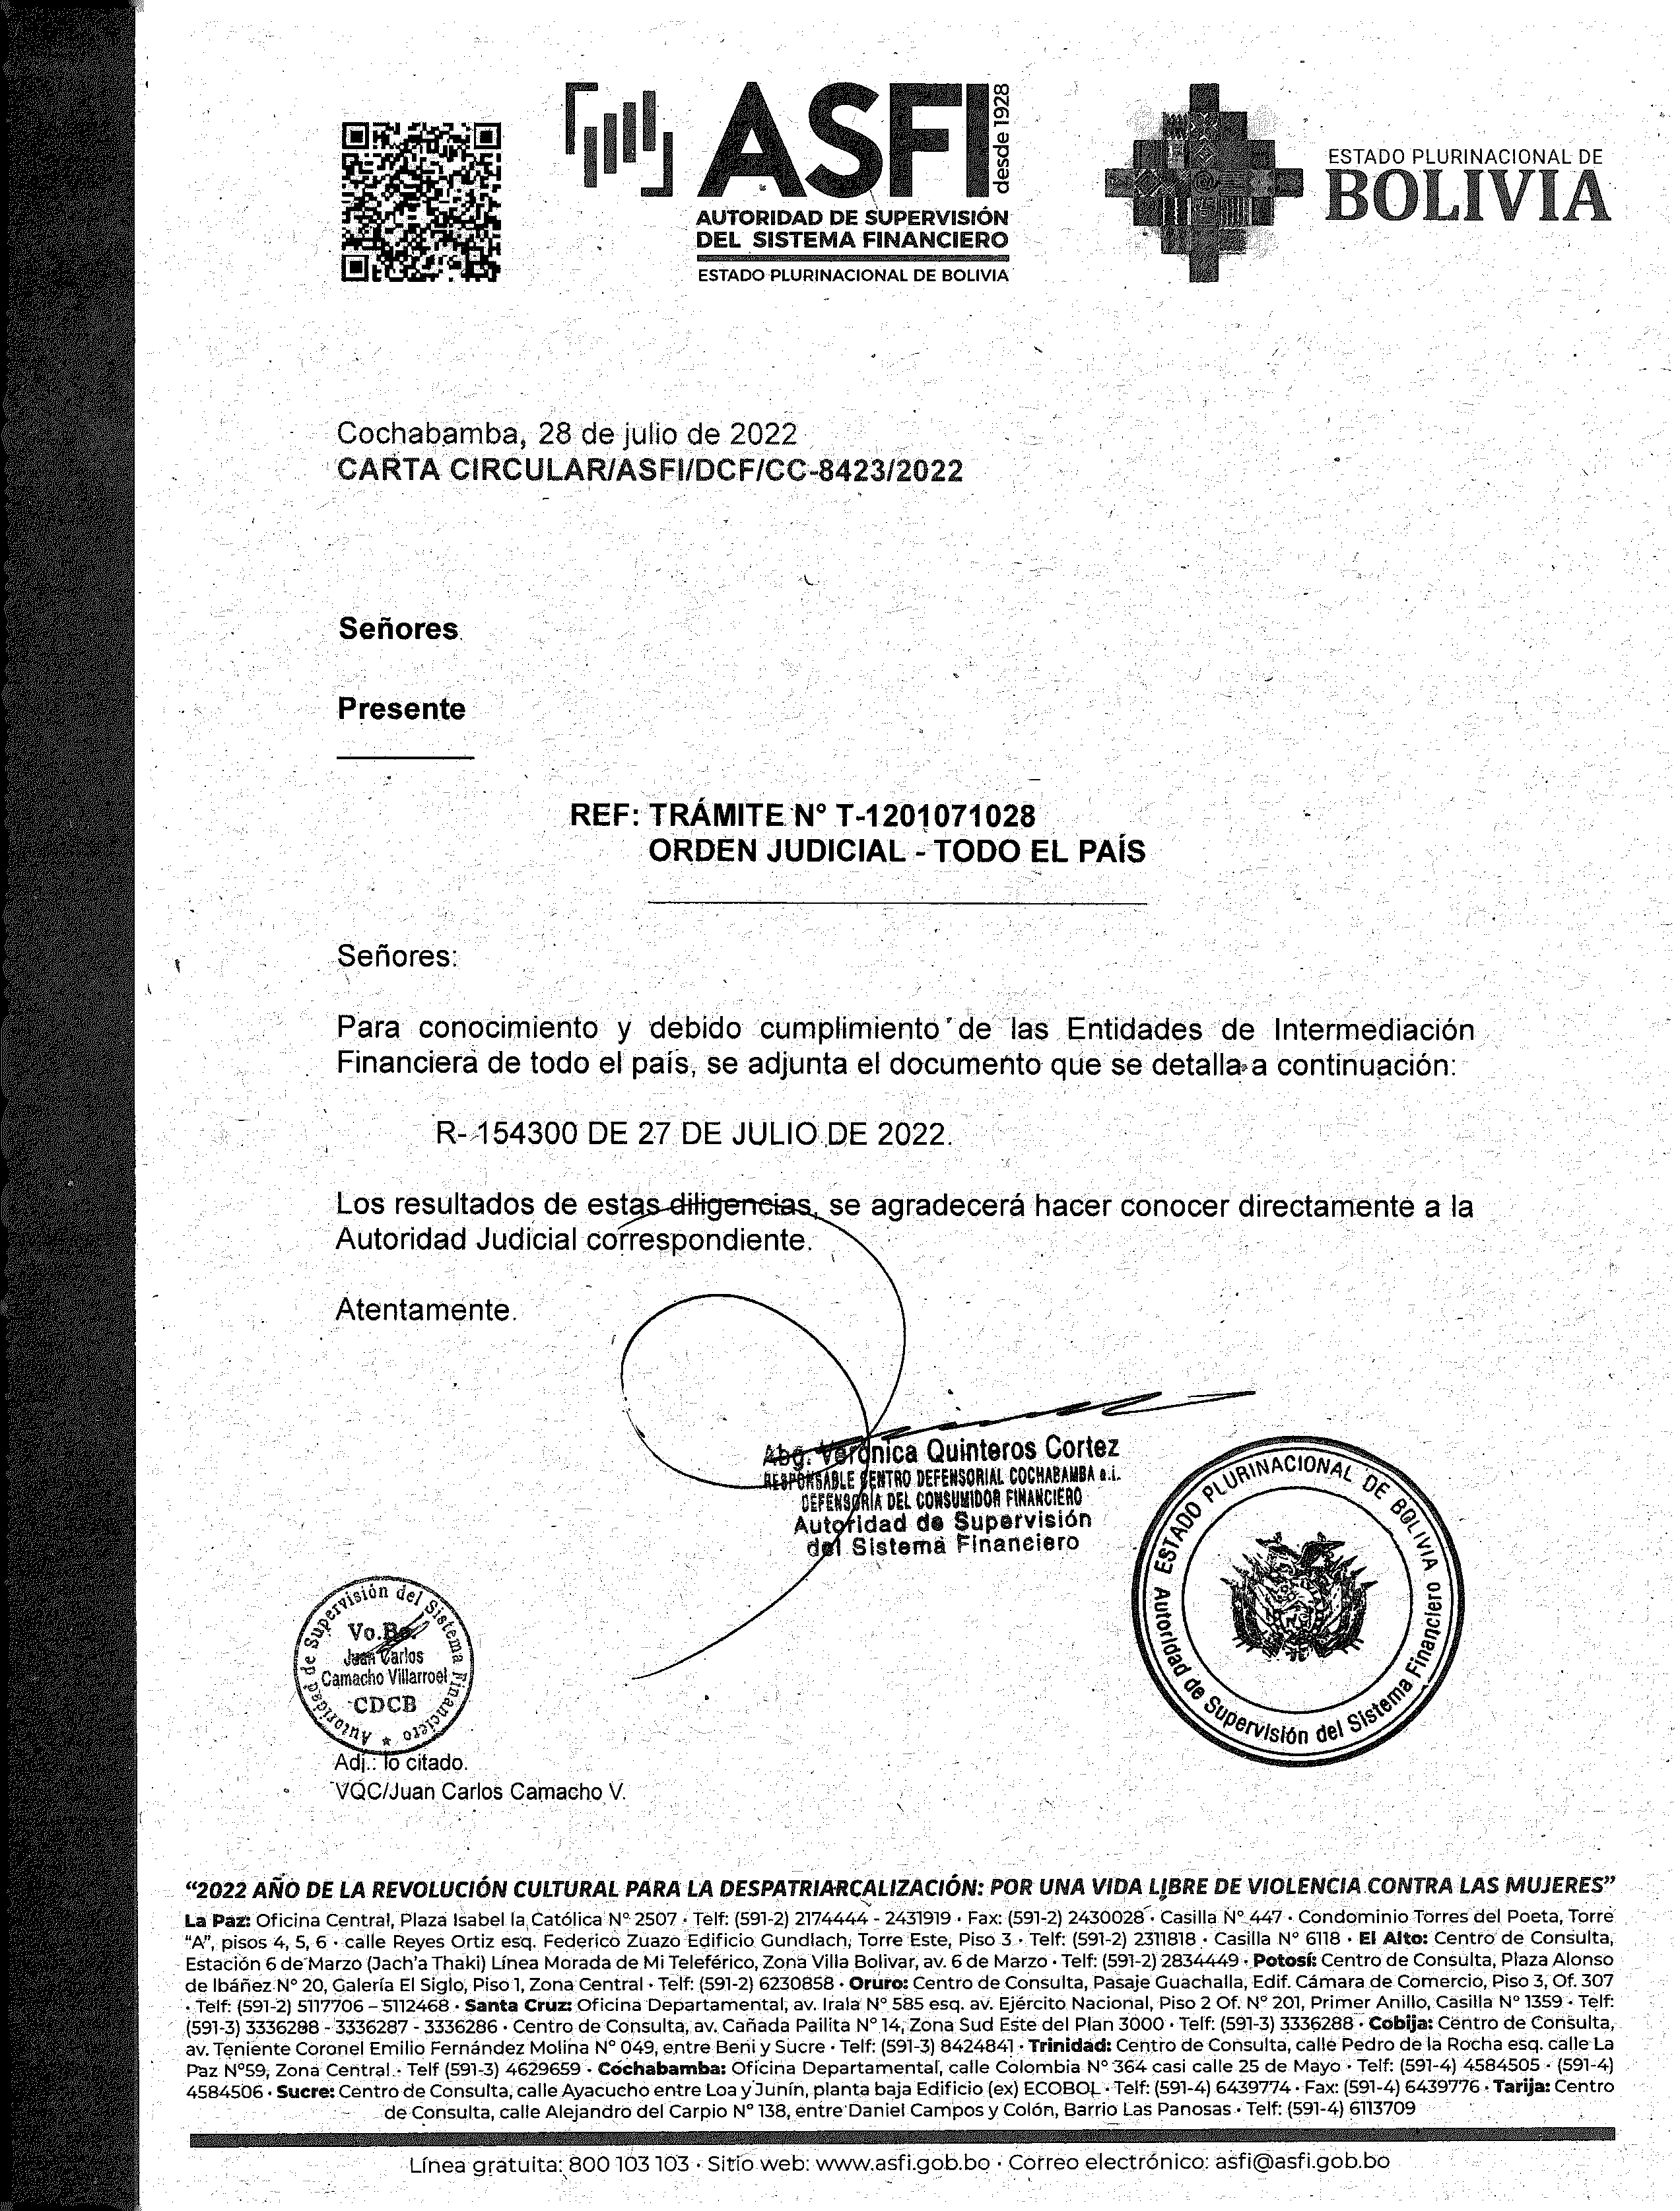 ASFI
desde 1928
AUTORIDAD DE SUPERVISIÓN
DEL SISTEMA FINANCIERO
ESTADO PLURINACIONAL DE BOLIVIA
ESTADO PLURINACIONAL DE
BOLIVIA
Cochabamba, 28 de julio de 2022
CARTA CIRCULAR/ASFI/DCF/CC-8423/2022
Señores
Presente
REF: TRÁMITE Nº T-1201071028
ORDEN JUDICIAL - TODO EL PAÍS
Señores:
Para conocimiento y debido cumplimiento de las Entidades de Intermediación
Financiera de todo el país, se adjunta el documento que se detalla a continuación:
R- 154300 DE 27 DE JULIO DE 2022.
Los resultados de estas diligencias, se agradecerá hacer conocer directamente a la
Autoridad Judicial correspondiente.
Atentamente.
Abg. Verónica Quinteros Cortez
RESPONSABLE CENTRO DEFENSORIAL COCHABAMBA a.i.
DEFENSORÍA DEL CONSUMIDOR FINANCIERO
Autoridad de Supervisión
del Sistema Financiero
ESTADO PLURINACIONAL DE BOLIVIA
Autoridad de Supervisión del Sistema Financiero
Autoridad de Supervisión del Sistema Financiero
Vo.Bo.
Juan Carlos
Camacho Villarroel
CDCB
Adj.: lo citado.
VQC/Juan Carlos Camacho V.
“2022 AÑO DE LA REVOLUCIÓN CULTURAL PARA LA DESPATRIARCALIZACIÓN: POR UNA VIDA LIBRE DE VIOLENCIA CONTRA LAS MUJERES”
La Paz: Oficina Central, Plaza Isabel la Católica Nº 2507 · Telf: (591-2) 2174444 - 2431919 · Fax: (591-2) 2430028 · Casilla Nº 447 · Condominio Torres del Poeta, Torre
“A”, pisos 4, 5, 6 · calle Reyes Ortiz esq. Federico Zuazo Edificio Gundlach, Torre Este, Piso 3 · Telf: (591-2) 2311818 · Casilla Nº 6118 · El Alto: Centro de Consulta,
Estación 6 de Marzo (Jach’a Thaki) Línea Morada de Mi Teleférico, Zona Villa Bolivar, av. 6 de Marzo · Telf: (591-2) 2834449 · Potosí: Centro de Consulta, Plaza Alonso
de Ibáñez Nº 20, Galería El Siglo, Piso 1, Zona Central · Telf: (591-2) 6230858 · Oruro: Centro de Consulta, Pasaje Guachalla, Edif. Cámara de Comercio, Piso 3, Of. 307
· Telf: (591-2) 5117706 – 5112468 · Santa Cruz: Oficina Departamental, av. Irala Nº 585 esq. av. Ejército Nacional, Piso 2 Of. Nº 201, Primer Anillo, Casilla Nº 1359 · Telf:
(591-3) 3336288 - 3336287 - 3336286 · Centro de Consulta, av. Cañada Pailita Nº 14, Zona Sud Este del Plan 3000 · Telf: (591-3) 3336288 · Cobija: Centro de Consulta,
av. Teniente Coronel Emilio Fernández Molina Nº 049, entre Beni y Sucre · Telf: (591-3) 8424841 · Trinidad: Centro de Consulta, calle Pedro de la Rocha esq. calle La
Paz N°59, Zona Central · Telf (591-3) 4629659 · Cochabamba: Oficina Departamental, calle Colombia Nº 364 casi calle 25 de Mayo · Telf: (591-4) 4584505 · (591-4)
4584506 · Sucre: Centro de Consulta, calle Ayacucho entre Loa y Junín, planta baja Edificio (ex) ECOBOL · Telf: (591-4) 6439774 · Fax: (591-4) 6439776 · Tarija: Centro
de Consulta, calle Alejandro del Carpio Nº 138, entre Daniel Campos y Colón, Barrio Las Panosas · Telf: (591-4) 6113709
Línea gratuita: 800 103 103 · Sitio web: www.asfi.gob.bo · Correo electrónico: asfi@asfi.gob.bo